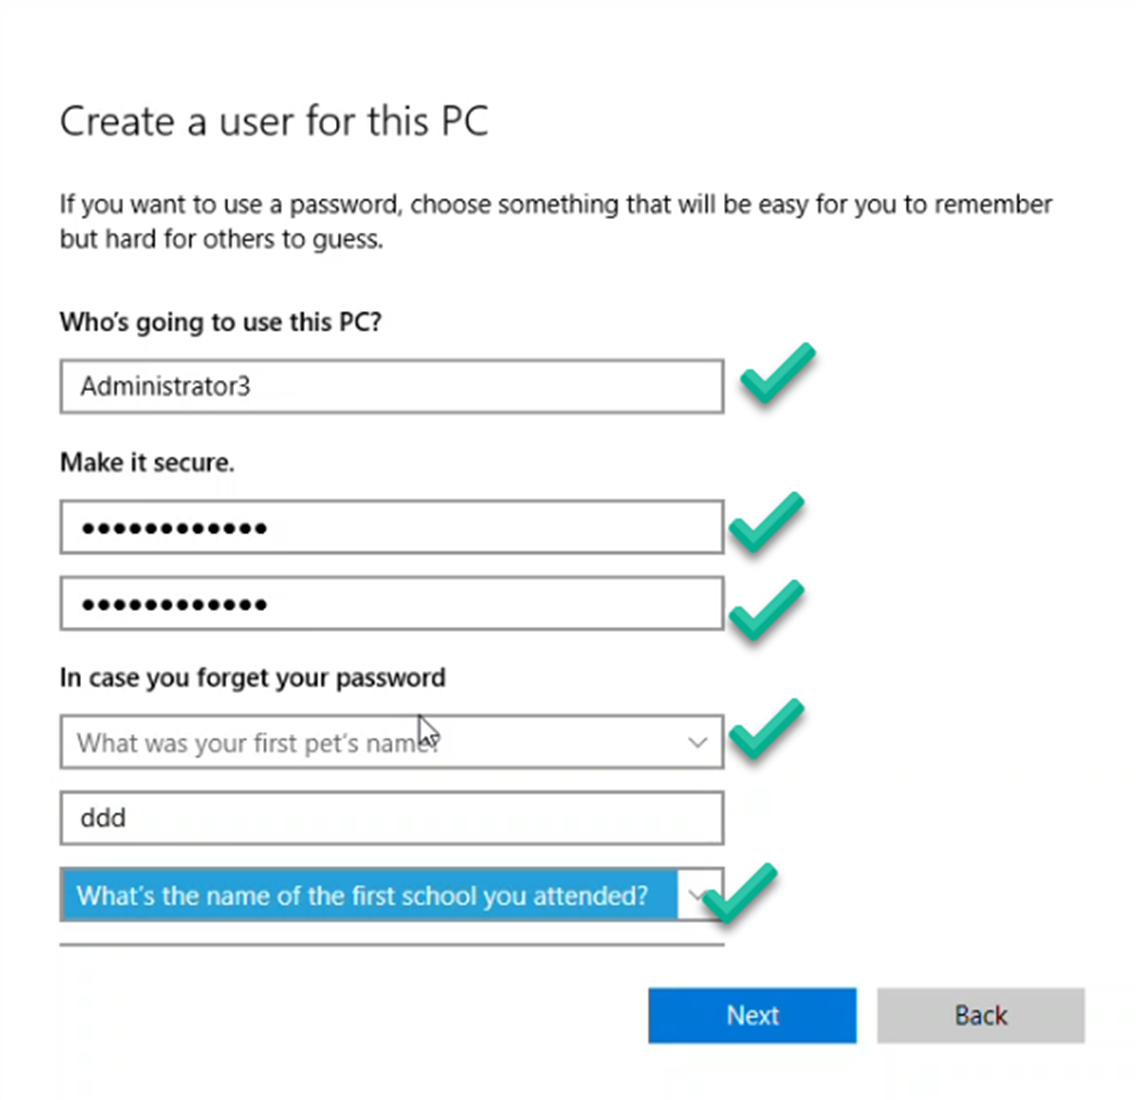 Create a user for this PC
If you want to use a password, choose something that will be easy for you to remember
but hard for others to guess.
Who's going to use this PC?
Administrator3
Make it secure.
••••••••••••
••••••••••••
In case you forget your password
What was your first pet's name?
ddd
What's the name of the first school you attended?
Next
Back